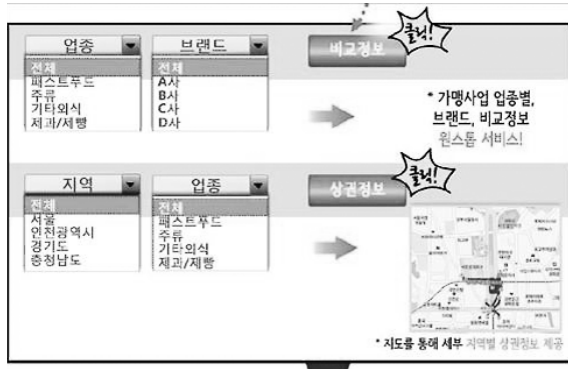 업종
브랜드
비교정보
클릭!
전체
패스트푸드
주류
기타외식
제과/제빵
전체
A사
B사
C사
D사
* 가맹사업 업종별,
브랜드, 비교정보
원스톱 서비스!
지역
업종
상권정보
클릭!
전체
서울
인천광역시
경기도
충청남도
전체
패스트푸드
주류
기타외식
제과/제빵
* 지도를 통해 세부 지역별 상권정보 제공